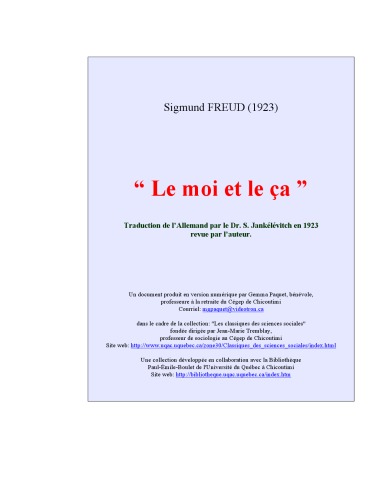 Sigmund FREUD (1923)
“ Le moi et le ça ”
Traduction de l’Allemand par le Dr. S. Jankélévitch en 1923
revue par l’auteur.
Un document produit en version numérique par Gemma Paquet, bénévole,
professeure à la retraite du Cégep de Chicoutimi
Courriel: mgpaquet@videotron.ca
dans le cadre de la collection: "Les classiques des sciences sociales"
fondée dirigée par Jean-Marie Tremblay,
professeur de sociologie au Cégep de Chicoutimi
Site web: http://www.uqac.uquebec.ca/zone30/Classiques_des_sciences_sociales/index.html
Une collection développée en collaboration avec la Bibliothèque
Paul-Émile-Boulet de l'Université du Québec à Chicoutimi
Site web: http://bibliotheque.uqac.uquebec.ca/index.htm